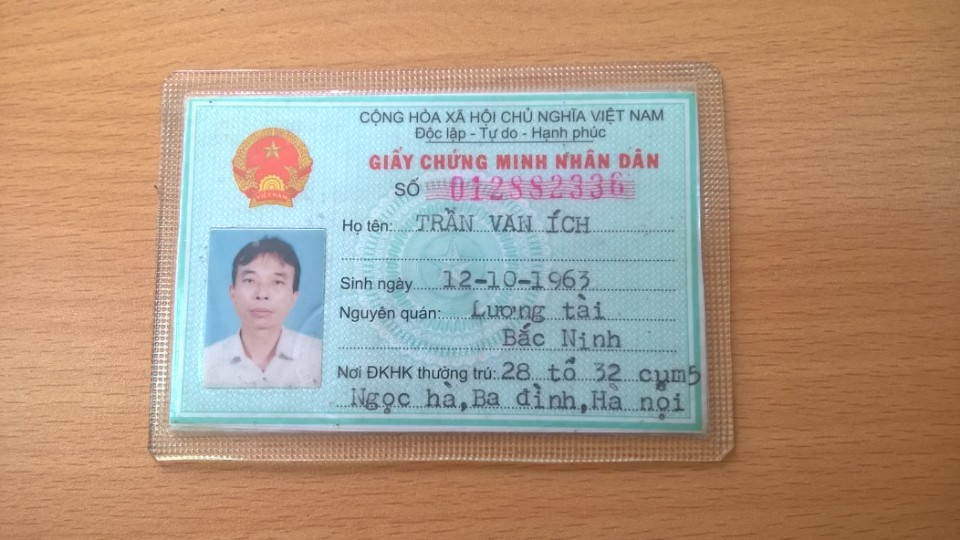 CỘNG HÒA XÃ HỘI CHỦ NGHĨA VIỆT NAM
Độc lập - Tự do - Hạnh phúc
GIẤY CHỨNG MINH NHÂN DÂN
SỐ 012882336
Họ tên: TRẦN VAN ÍCH
Sinh ngày 12-10-1963
Nguyên quán: Lương tài
Bắc Ninh
Nơi ĐKHK thường trú: 28 tổ 32 cụm5
Ngọc hà,Ba đình,Hà nội
VIỆT NAM